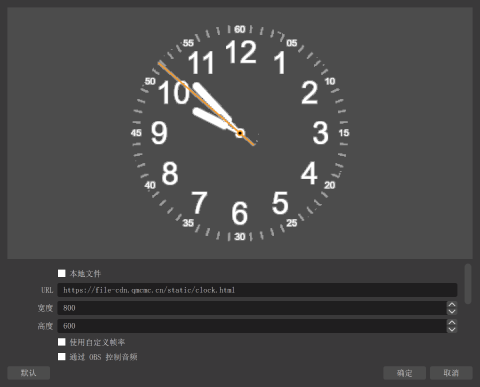 60
55 05
11 12 1
50 10 2
45 9 3 15
40 8 4 20
7 6 5
35 25
30
本地文件
URL https://file-cdn.qmcmc.cn/static/clock.html
宽度 800
高度 600
使用自定义帧率
通过 OBS 控制音频
默认 确定 取消